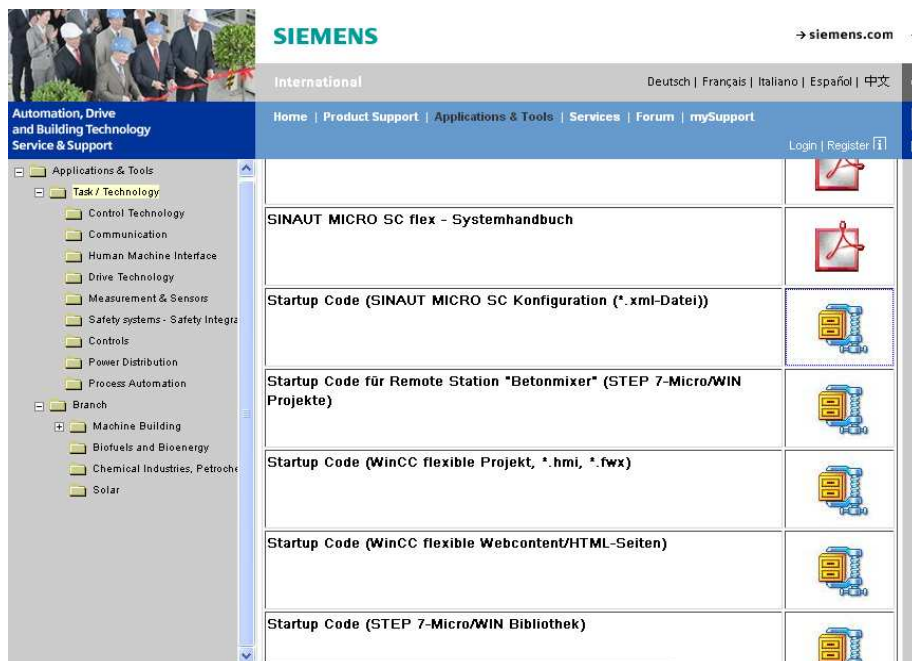 SIEMENS
→ siemens.com
International
Deutsch | Français | Italiano | Español | 中文
Automation, Drive
and Building Technology
Service & Support
Home | Product Support | Applications & Tools | Services | Forum | mySupport
Login | Register
Applications & Tools
Task / Technology
Control Technology
Communication
Human Machine Interface
Drive Technology
Measurement & Sensors
Safety systems - Safety Integra
Controls
Power Distribution
Process Automation
Branch
Machine Building
Biofuels and Bioenergy
Chemical Industries, Petroche
Solar
SINAUT MICRO SC flex - Systemhandbuch
Startup Code (SINAUT MICRO SC Konfiguration (*.xml-Datei))
Startup Code für Remote Station "Betonmixer" (STEP 7-Micro/WIN
Projekte)
Startup Code (WinCC flexible Projekt, *.hmi, *.fwx)
Startup Code (WinCC flexible Webcontent/HTML-Seiten)
Startup Code (STEP 7-Micro/WIN Bibliothek)